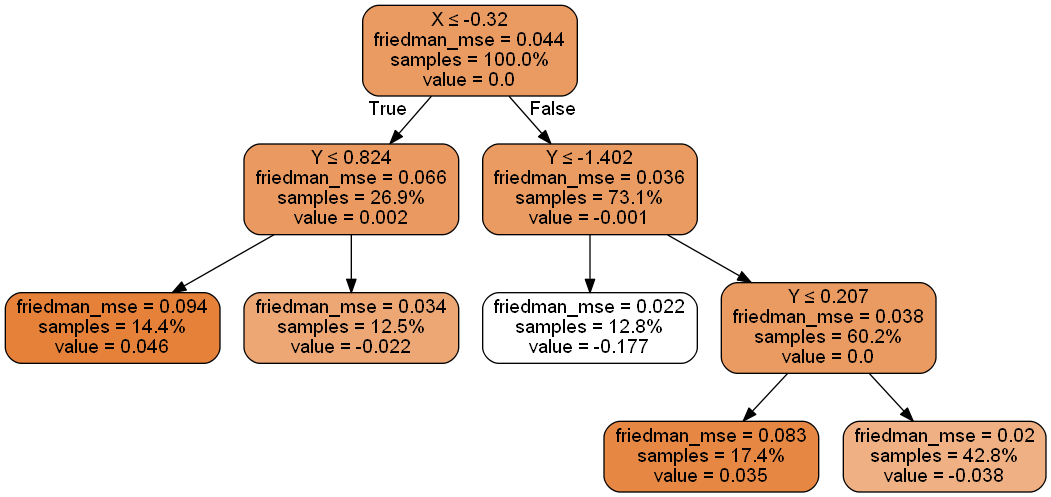 X ≤ -0.32
friedman_mse = 0.044
samples = 100.0%
value = 0.0
True
False
Y ≤ 0.824
friedman_mse = 0.066
samples = 26.9%
value = 0.002
Y ≤ -1.402
friedman_mse = 0.036
samples = 73.1%
value = -0.001
friedman_mse = 0.094
samples = 14.4%
value = 0.046
friedman_mse = 0.034
samples = 12.5%
value = -0.022
friedman_mse = 0.022
samples = 12.8%
value = -0.177
Y ≤ 0.207
friedman_mse = 0.038
samples = 60.2%
value = 0.0
friedman_mse = 0.083
samples = 17.4%
value = 0.035
friedman_mse = 0.02
samples = 42.8%
value = -0.038